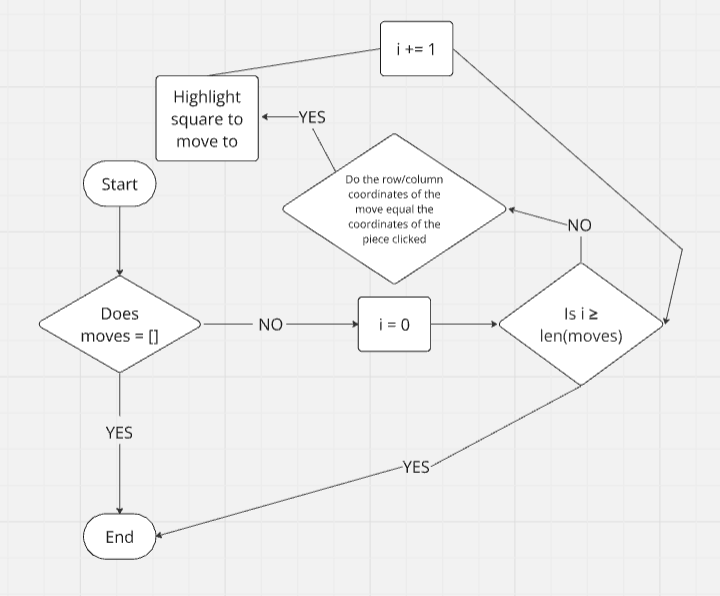 i += 1
Highlight
square to
move to
YES
Do the row/column
coordinates of the
move equal the
coordinates of the
piece clicked
Start
NO
Does
moves = []
NO
i = 0
Is i ≥
len(moves)
YES
YES
End